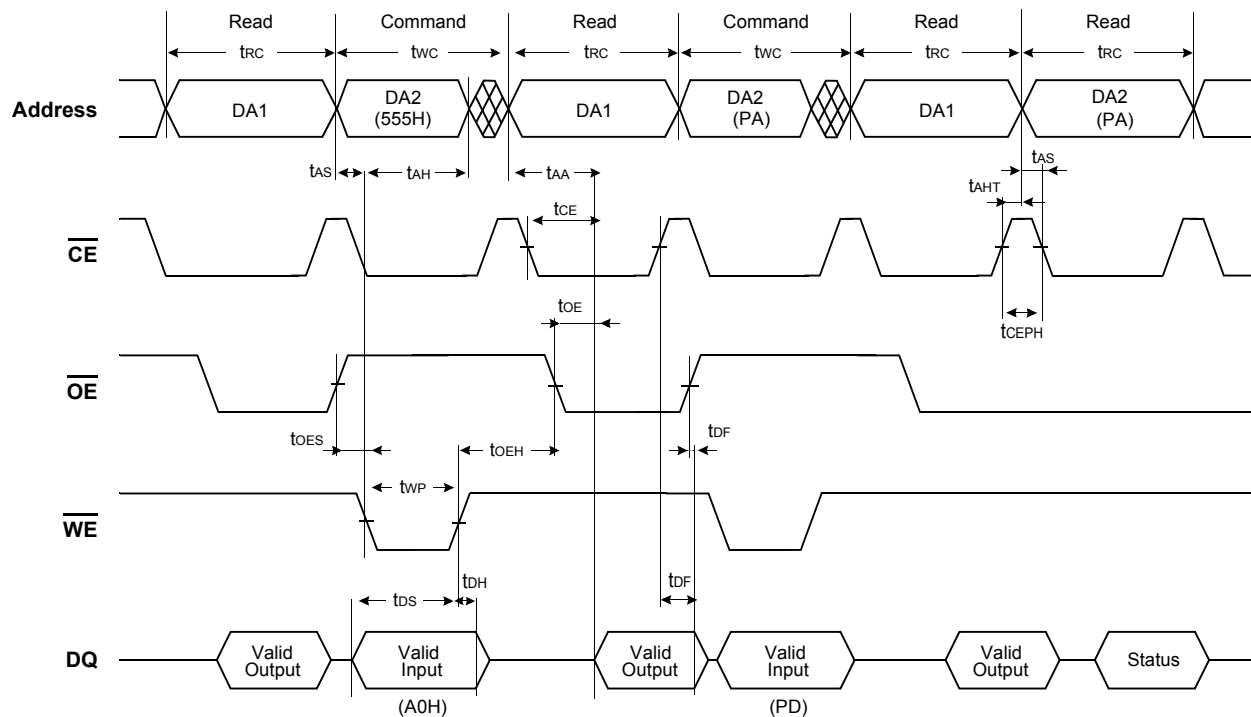 Read Command Read Command Read Read
tRC tWC tRC tWC tRC tRC
Address DA1 DA2 DA1 DA2 DA1 DA2
(555H) (PA) (PA)
tAS tAH tAA tAS
tAHT
tCE
CE
tOE
tCEPH
OE
tOES tOEH tDF
tWP
WE
tDH tDF
tDS
DQ Valid Valid Valid Valid Valid Status
Output Input Output Input Output
(A0H) (PD)